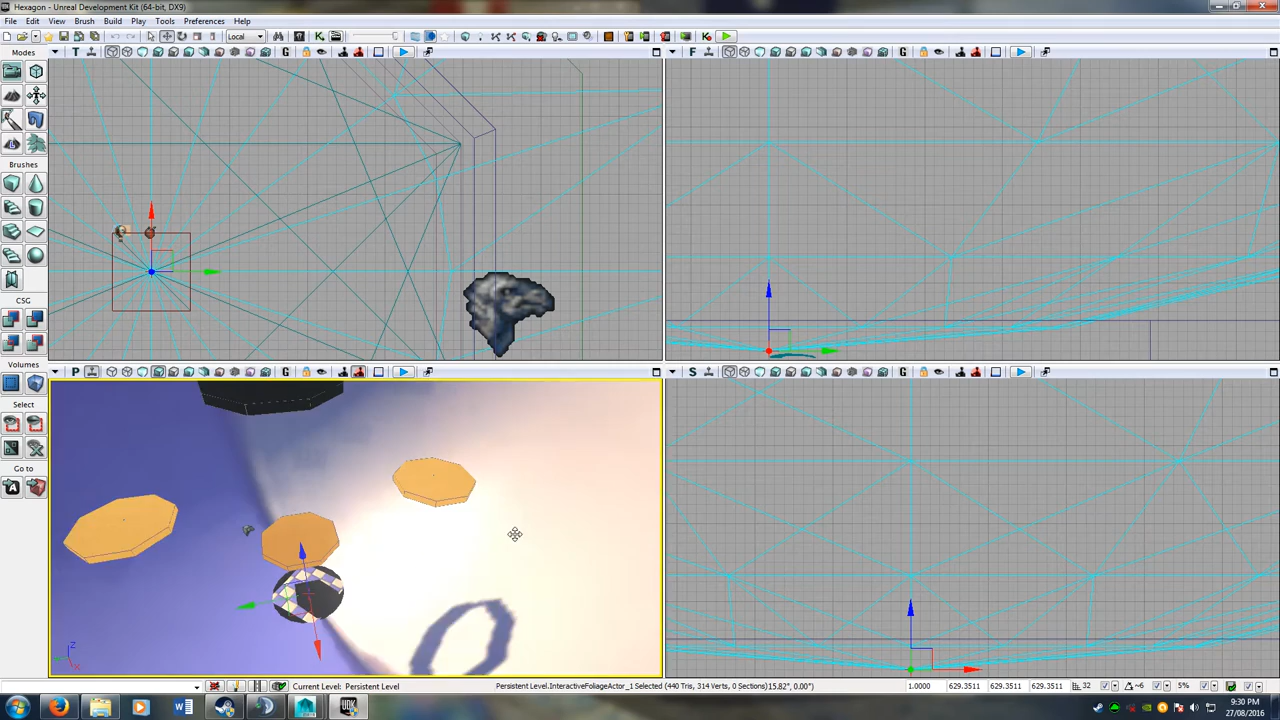 Hexagon - Unreal Development Kit (64-bit, DX9)
File Edit View Brush Build Play Tools Preferences Help
Local
Modes
T
G
F
G
Brushes
CSG
Volumes
P
G
S
G
Select
Go to
Z
X
Current Level: Persistent Level
Persistent Level.InteractiveFoliageActor_1 Selected (440 Tris, 314 Verts, 0 Sections)15.82°, 0.00°)
1.0000
629.3511 629.3511 629.3511
32
~6
5%
W
UDK
9:30 PM
27/08/2016